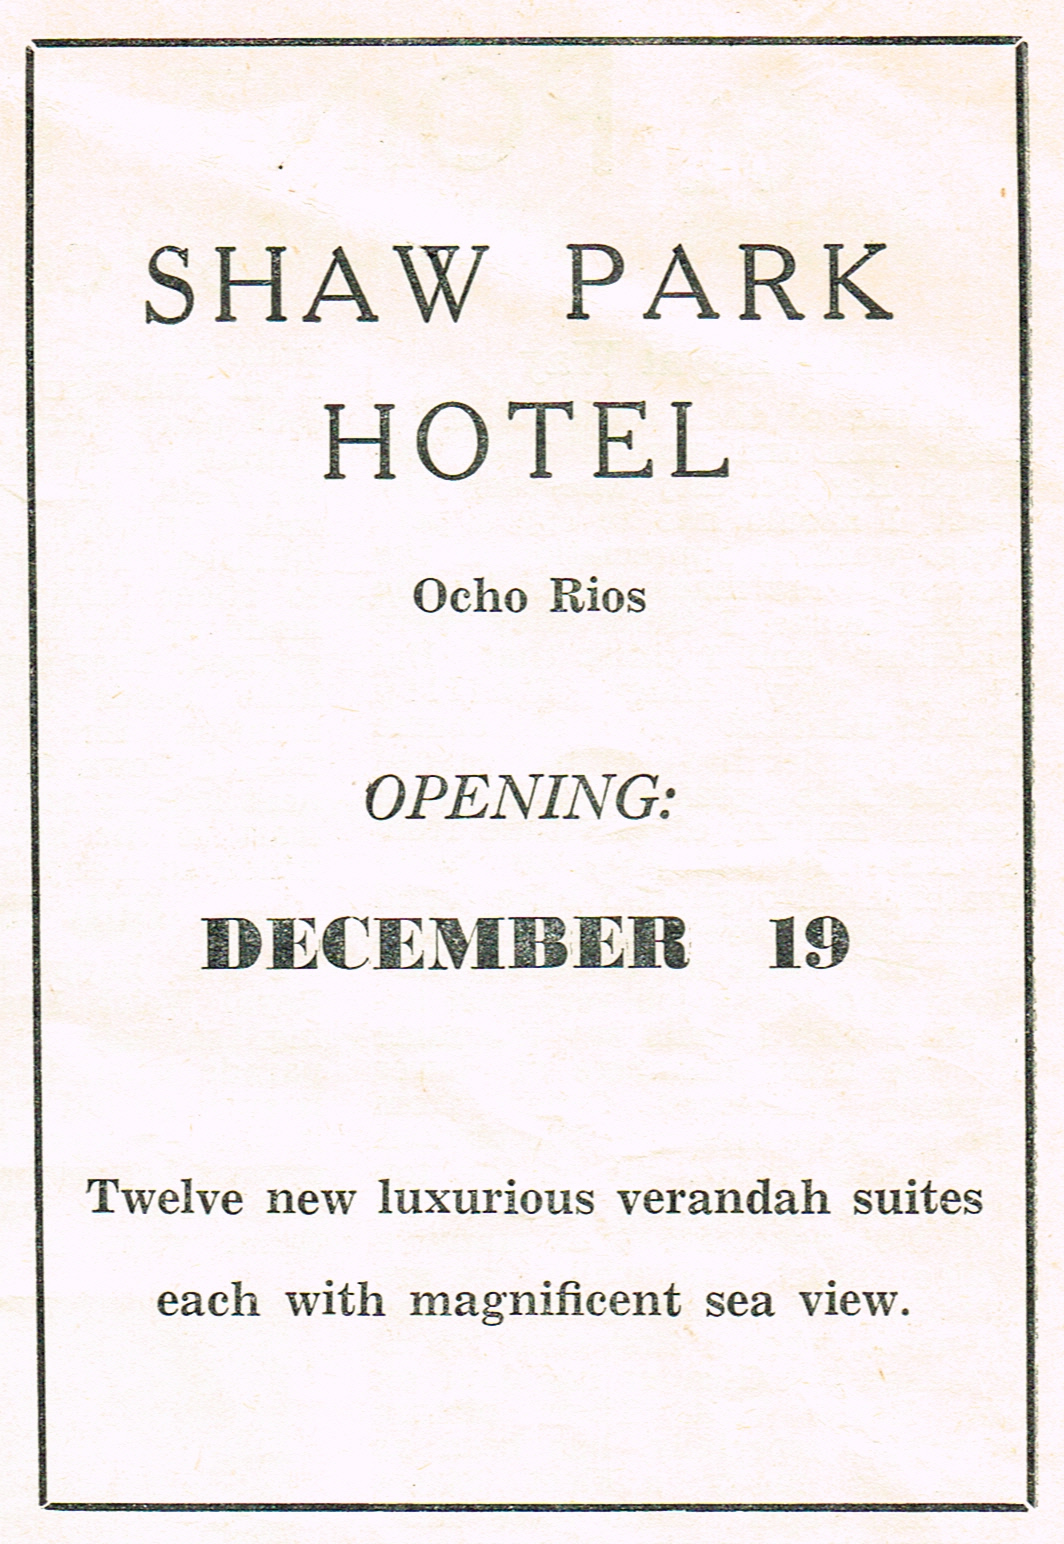 SHAW PARK
HOTEL
Ocho Rios
OPENING:
DECEMBER 19
Twelve new luxurious verandah suites
each with magnificent sea view.